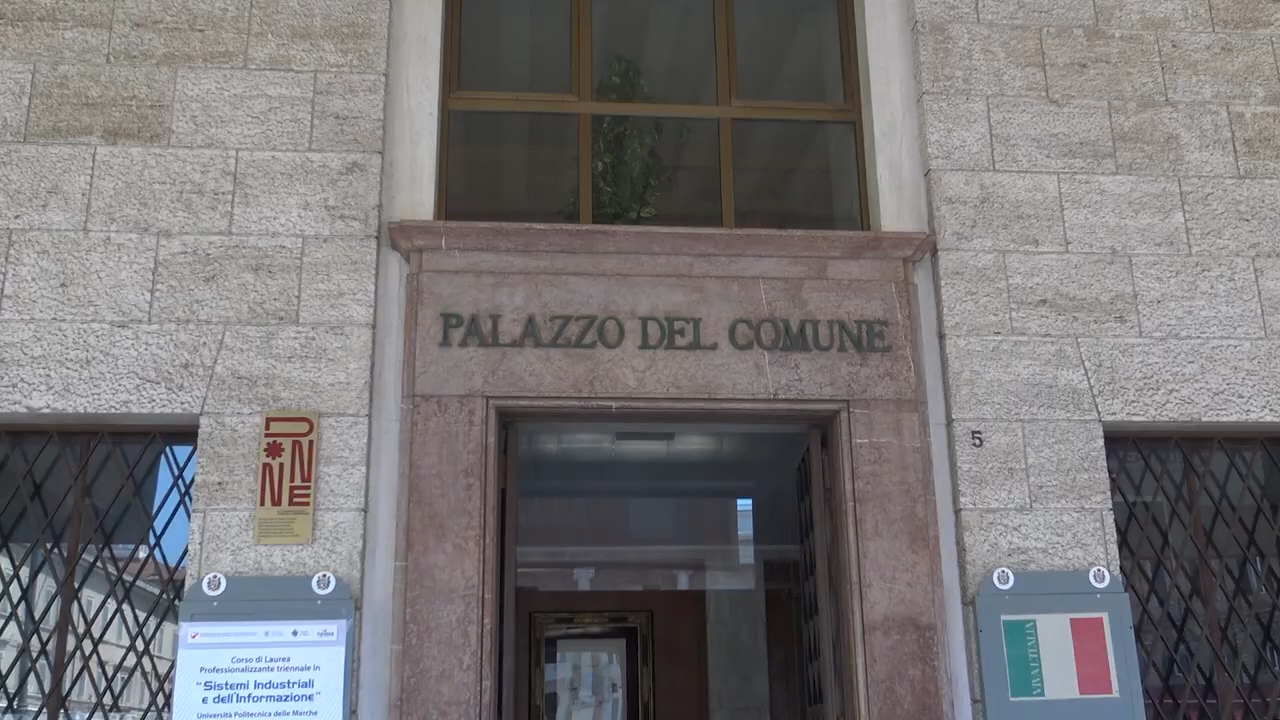 PALAZZO DEL COMUNE
5
Corso di Laurea
Professionalizzante triennale in
"Sistemi Industriali
e dell'Informazione"
Università Politecnica delle Marche
VIVA L'ITALIA